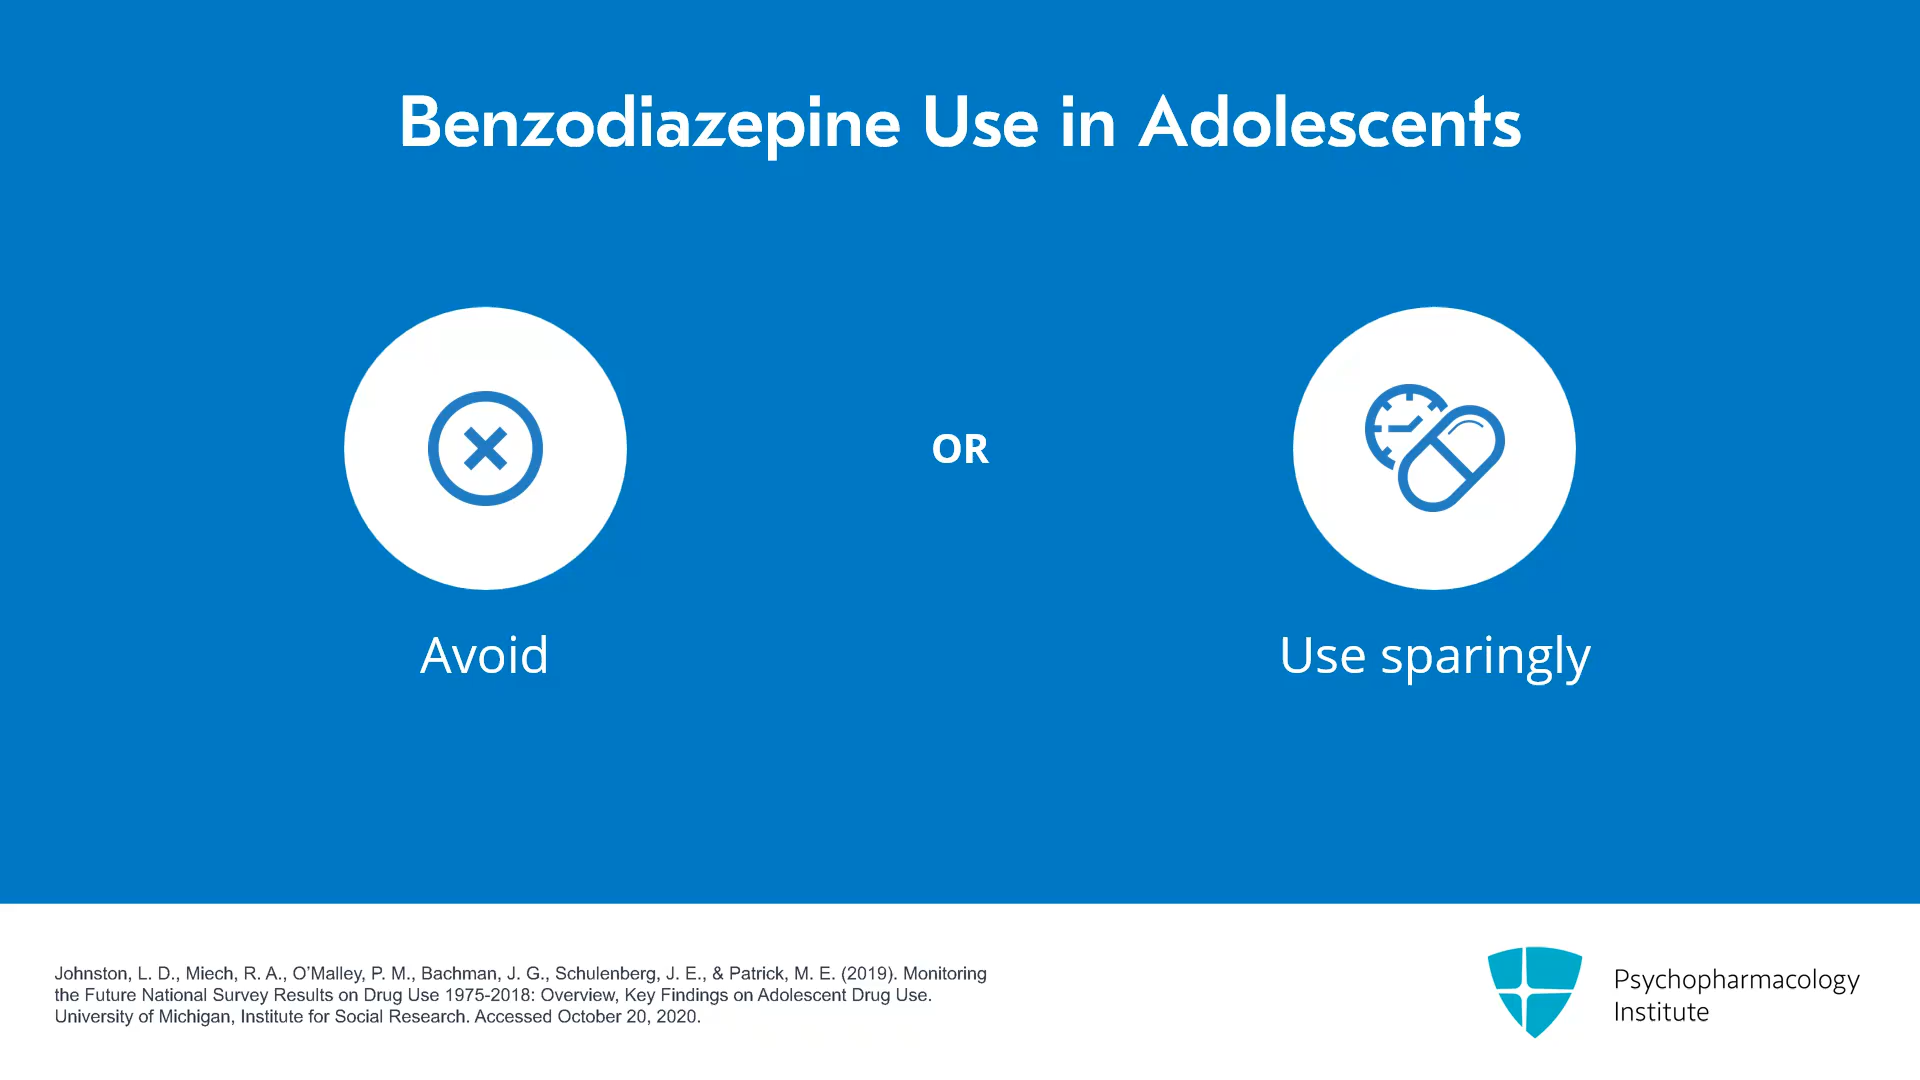 Benzodiazepine Use in Adolescents
OR
Avoid
Use sparingly
Johnston, L. D., Miech, R. A., O’Malley, P. M., Bachman, J. G., Schulenberg, J. E., & Patrick, M. E. (2019). Monitoring
the Future National Survey Results on Drug Use 1975-2018: Overview, Key Findings on Adolescent Drug Use.
University of Michigan, Institute for Social Research. Accessed October 20, 2020.
Psychopharmacology
Institute